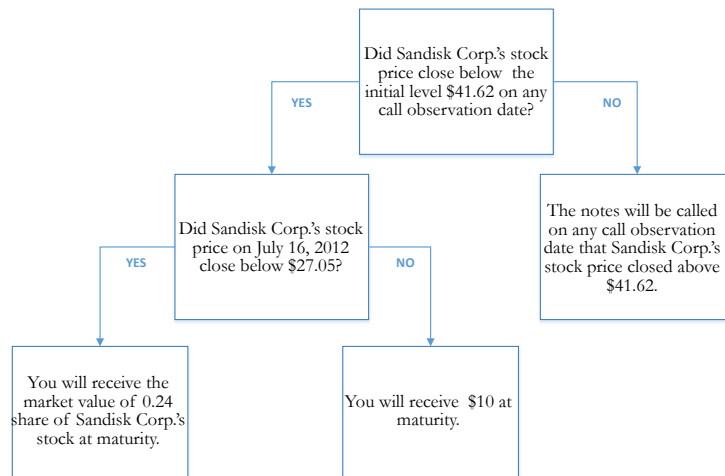 Did Sandisk Corp.'s stock
price close below the
initial level $41.62 on any
call observation date?
YES
NO
Did Sandisk Corp.'s stock
price on July 16, 2012
close below $27.05?
The notes will be called
on any call observation
date that Sandisk Corp.'s
stock price closed above
$41.62.
YES
NO
You will receive the
market value of 0.24
share of Sandisk Corp.'s
stock at maturity.
You will receive $10 at
maturity.